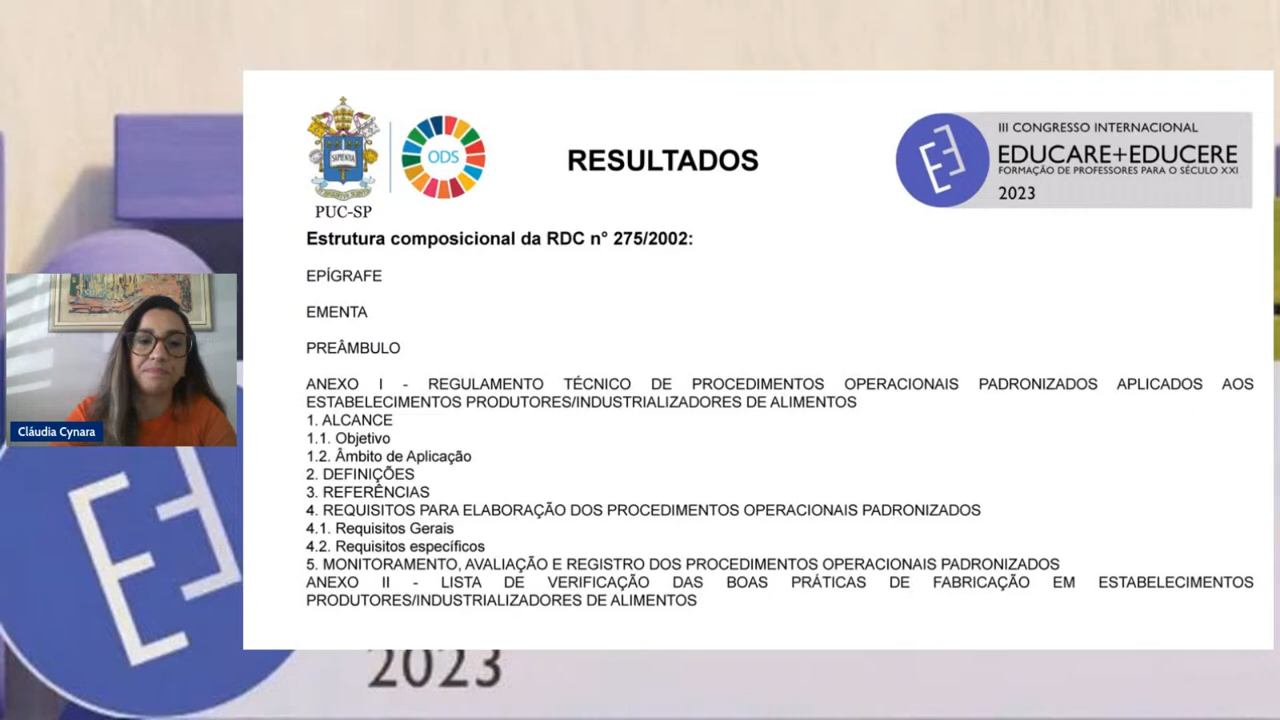 RESULTADOS
III CONGRESSO INTERNACIONAL
EDUCARE+EDUCERE
FORMAÇÃO DE PROFESSORES PARA O SÉCULO XXI
2023
SAPIENTIA
ODS
PUC-SP
Estrutura composicional da RDC n° 275/2002:
EPÍGRAFE
EMENTA
PREÂMBULO
ANEXO I - REGULAMENTO TÉCNICO DE PROCEDIMENTOS OPERACIONAIS PADRONIZADOS APLICADOS AOS
ESTABELECIMENTOS PRODUTORES/INDUSTRIALIZADORES DE ALIMENTOS
1. ALCANCE
1.1. Objetivo
1.2. Âmbito de Aplicação
2. DEFINIÇÕES
3. REFERÊNCIAS
4. REQUISITOS PARA ELABORAÇÃO DOS PROCEDIMENTOS OPERACIONAIS PADRONIZADOS
4.1. Requisitos Gerais
4.2. Requisitos específicos
5. MONITORAMENTO, AVALIAÇÃO E REGISTRO DOS PROCEDIMENTOS OPERACIONAIS PADRONIZADOS
ANEXO II - LISTA DE VERIFICAÇÃO DAS BOAS PRÁTICAS DE FABRICAÇÃO EM ESTABELECIMENTOS
PRODUTORES/INDUSTRIALIZADORES DE ALIMENTOS
Cláudia Cynara
2023